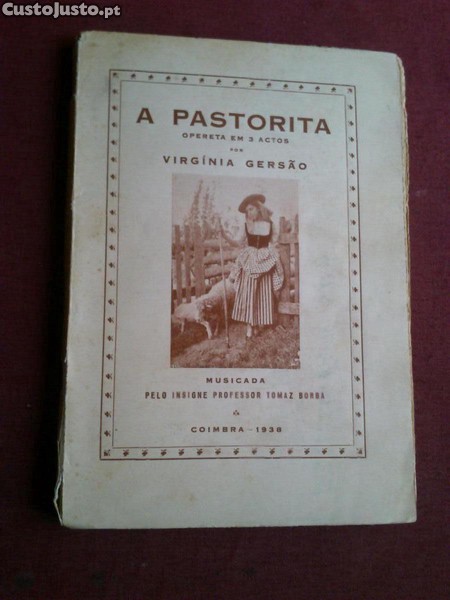 CustoJusto.pt
A PASTORITA
OPERETA EM 3 ACTOS
POR
VIRGÍNIA GERSÃO
MUSICADA
PELO INSIGNE PROFESSOR TOMAZ BORBA
COIMBRA - 1938